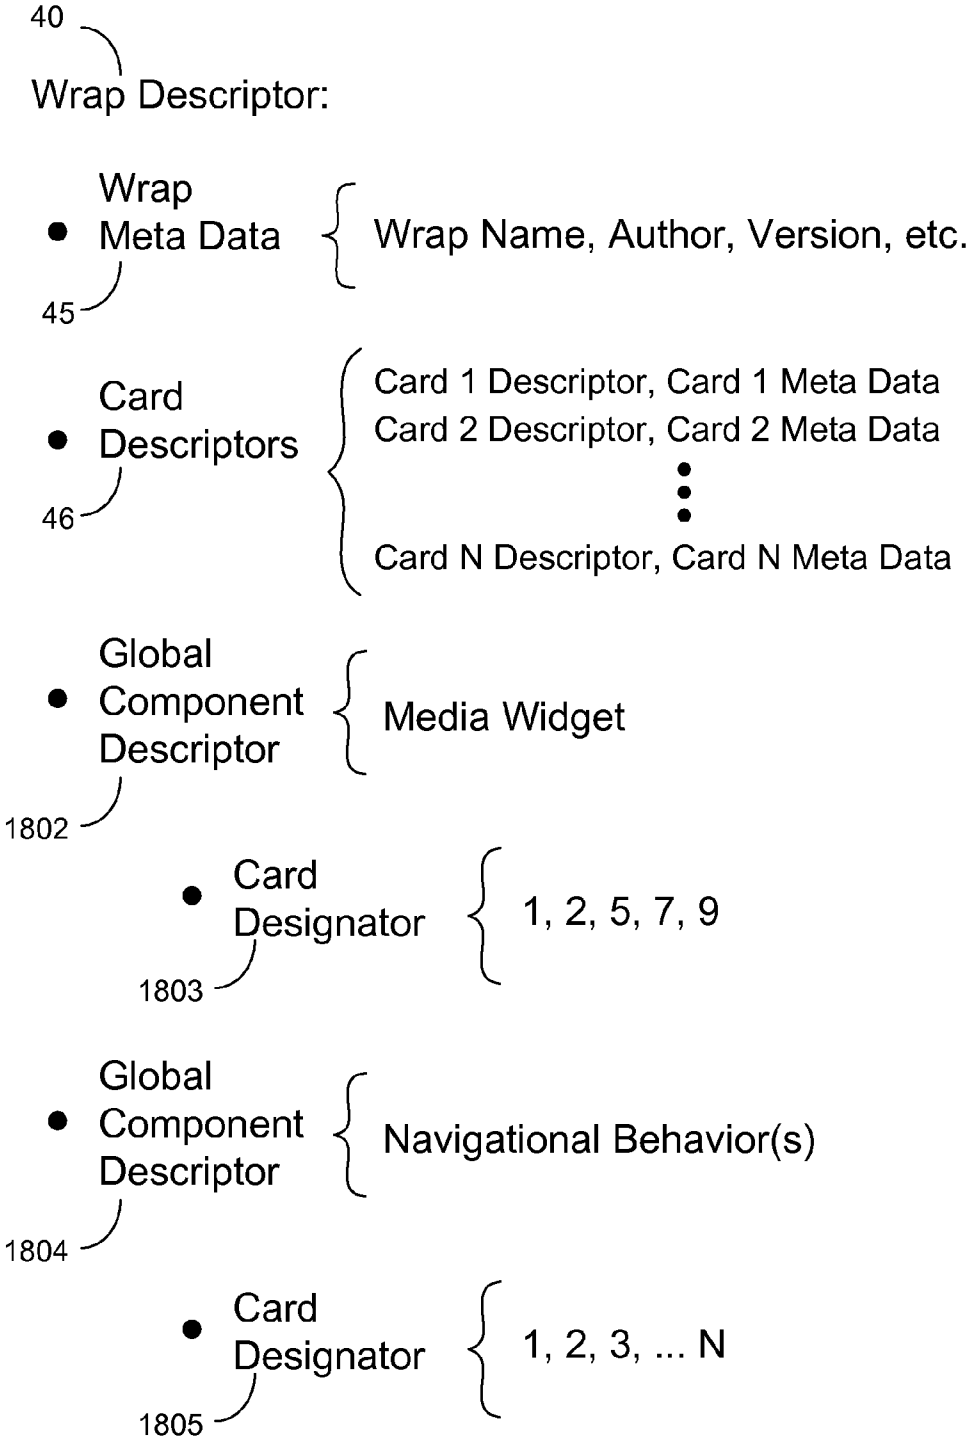 40
Wrap Descriptor:
Wrap
Meta Data
Wrap Name, Author, Version, etc.
45
Card
Descriptors
Card 1 Descriptor, Card 1 Meta Data
Card 2 Descriptor, Card 2 Meta Data
Card N Descriptor, Card N Meta Data
46
Global
Component
Descriptor
Media Widget
1802
Card
Designator
1, 2, 5, 7, 9
1803
Global
Component
Descriptor
Navigational Behavior(s)
1804
Card
Designator
1, 2, 3, ... N
1805